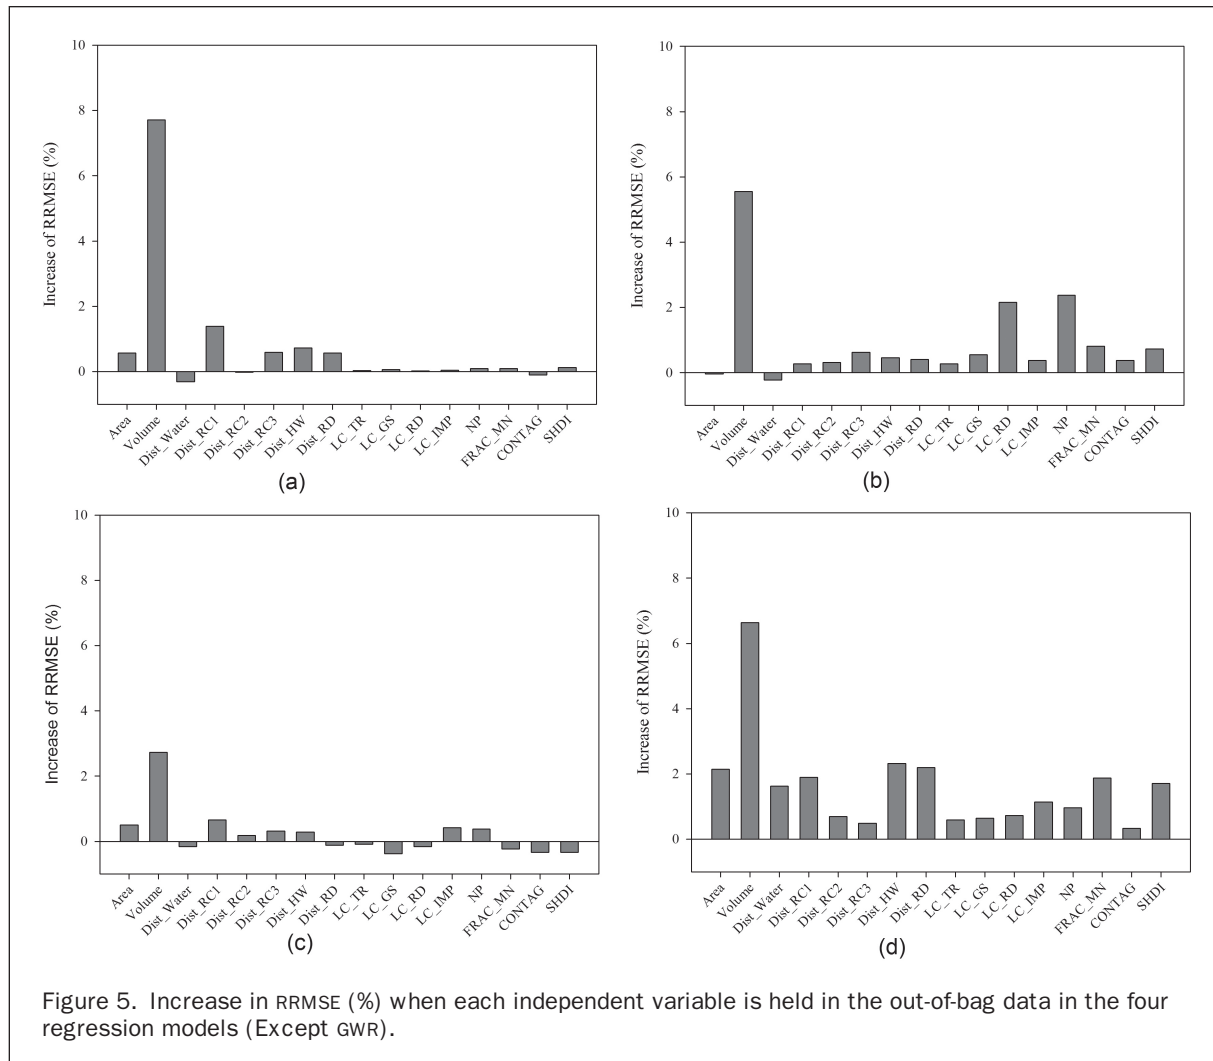 10
8
6
4
2
0
Increase of RRMSE (%)
Area
Volume
Dist_Water
Dist_RC1
Dist_RC2
Dist_RC3
Dist_HW
Dist_RD
LC_TR
LC_GS
LC_RD
LC_IMP
NP
FRAC_MN
CONTAG
SHDI
(a)
10
8
6
4
2
0
Increase of RRMSE (%)
Area
Volume
Dist_Water
Dist_RC1
Dist_RC2
Dist_RC3
Dist_HW
Dist_RD
LC_TR
LC_GS
LC_RD
LC_IMP
NP
FRAC_MN
CONTAG
SHDI
(b)
10
8
6
4
2
0
Increase of RRMSE (%)
Area
Volume
Dist_Water
Dist_RC1
Dist_RC2
Dist_RC3
Dist_HW
Dist_RD
LC_TR
LC_GS
LC_RD
LC_IMP
NP
FRAC_MN
CONTAG
SHDI
(c)
10
8
6
4
2
0
Increase of RRMSE (%)
Area
Volume
Dist_Water
Dist_RC1
Dist_RC2
Dist_RC3
Dist_HW
Dist_RD
LC_TR
LC_GS
LC_RD
LC_IMP
NP
FRAC_MN
CONTAG
SHDI
(d)
Figure 5. Increase in RRMSE (%) when each independent variable is held in the out-of-bag data in the four
regression models (Except GWR).